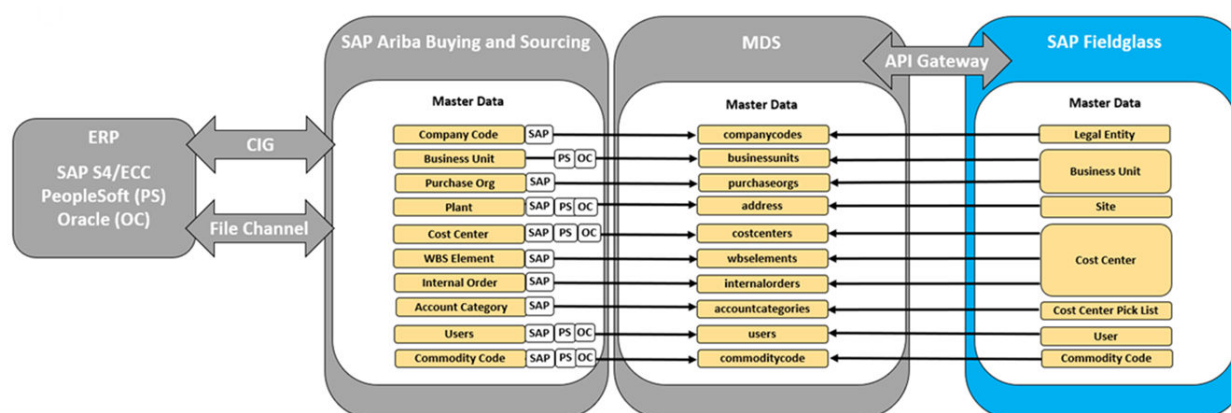 SAP Ariba Buying and Sourcing
MDS
API Gateway
SAP Fieldglass
ERP
SAP S4/ECC
PeopleSoft (PS)
Oracle (OC)
CIG
File Channel
Master Data
Company Code SAP
Business Unit PS OC
Purchase Org SAP
Plant SAP PS OC
Cost Center SAP PS OC
WBS Element SAP
Internal Order SAP
Account Category SAP
Users SAP PS OC
Commodity Code SAP PS OC
Master Data
companycodes
businessunits
purchaseorgs
address
costcenters
wbselements
internalorders
accountcategories
users
commoditycode
Master Data
Legal Entity
Business Unit
Site
Cost Center
Cost Center Pick List
User
Commodity Code